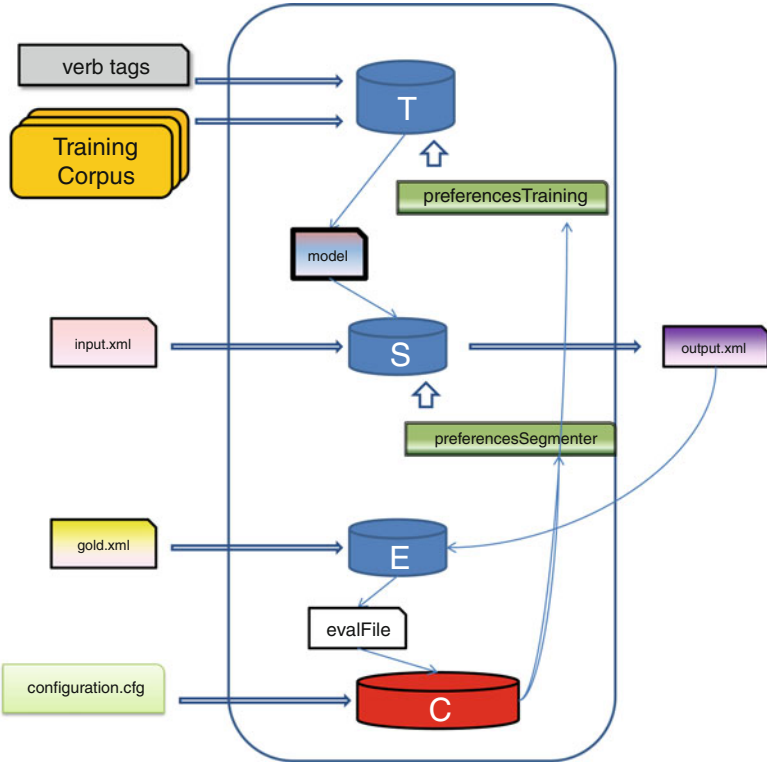 verb tags
T
Training
Corpus
preferencesTraining
model
input.xml
S
output.xml
preferencesSegmenter
gold.xml
E
evalFile
configuration.cfg
C